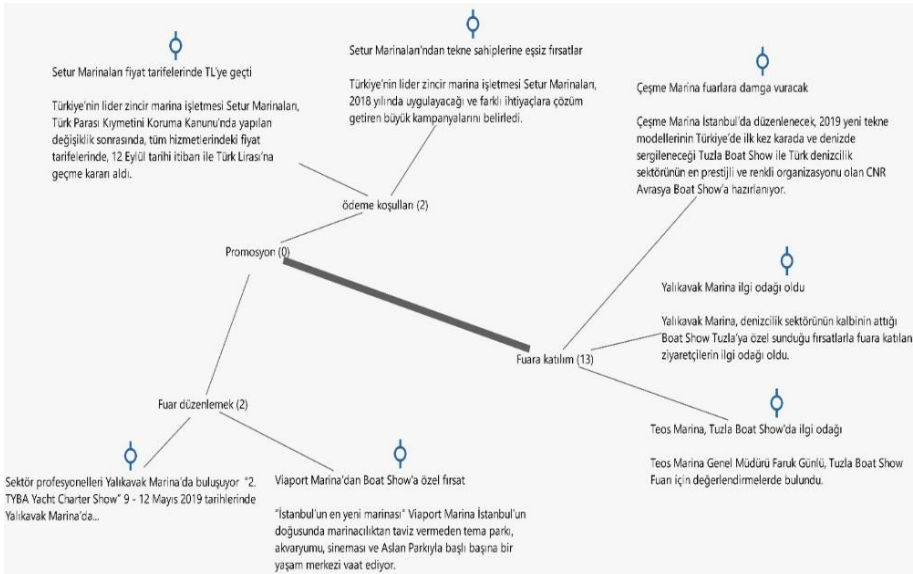 Setur Marinaları fiyat tarifelerinde TL'ye geçti
Türkiye'nin lider zincir marina işletmesi Setur Marinaları,
Türk Parası Kıymetini Koruma Kanunu'nda yapılan
değişiklik sonrasında, tüm hizmetlerindeki fiyat
tarifelerinde, 12 Eylül tarihi itibarı ile Türk Lirası'na
geçme kararı aldı.
Setur Marinaları'ndan tekne sahiplerine eşsiz fırsatlar
Türkiye'nin lider zincir marina işletmesi Setur Marinaları,
2018 yılında uygulayacağı ve farklı ihtiyaçlara çözüm
getiren büyük kampanyalarını belirledi.
Çeşme Marina fuarlara damga vuracak
Çeşme Marina İstanbul'da düzenlenecek, 2019 yeni tekne
modellerinin Türkiye'de ilk kez karada ve denizde
sergileneceği Tuzla Boat Show ile Türk denizcilik
sektörünün en prestijli ve renkli organizasyonu olan CNR
Avrasya Boat Show'a hazırlanıyor.
ödeme koşulları (2)
Promosyon (0)
Yalıkavak Marina ilgi odağı oldu
Yalıkavak Marina, denizcilik sektörünün kalbinin attığı
Boat Show Tuzla'ya özel sunduğu fırsatlarla fuara katılan
ziyaretçilerin ilgi odağı oldu.
Fuara katılım (13)
Fuar düzenlemek (2)
Teos Marina, Tuzla Boat Show'da ilgi odağı
Teos Marina Genel Müdürü Faruk Günlü, Tuzla Boat Show
Fuarı için değerlendirmelerde bulundu.
Sektör profesyonelleri Yalıkavak Marina'da buluşuyor "2.
TYBA Yacht Charter Show" 9 - 12 Mayıs 2019 tarihlerinde
Yalıkavak Marina'da...
Viaport Marina'dan Boat Show'a özel fırsat
"İstanbul'un en yeni marinası" Viaport Marina İstanbul'un
doğusunda marinacılıktan taviz vermeden tema parkı,
akvaryumu, sineması ve Aslan Parkıyla başlı başına bir
yaşam merkezi vaat ediyor.